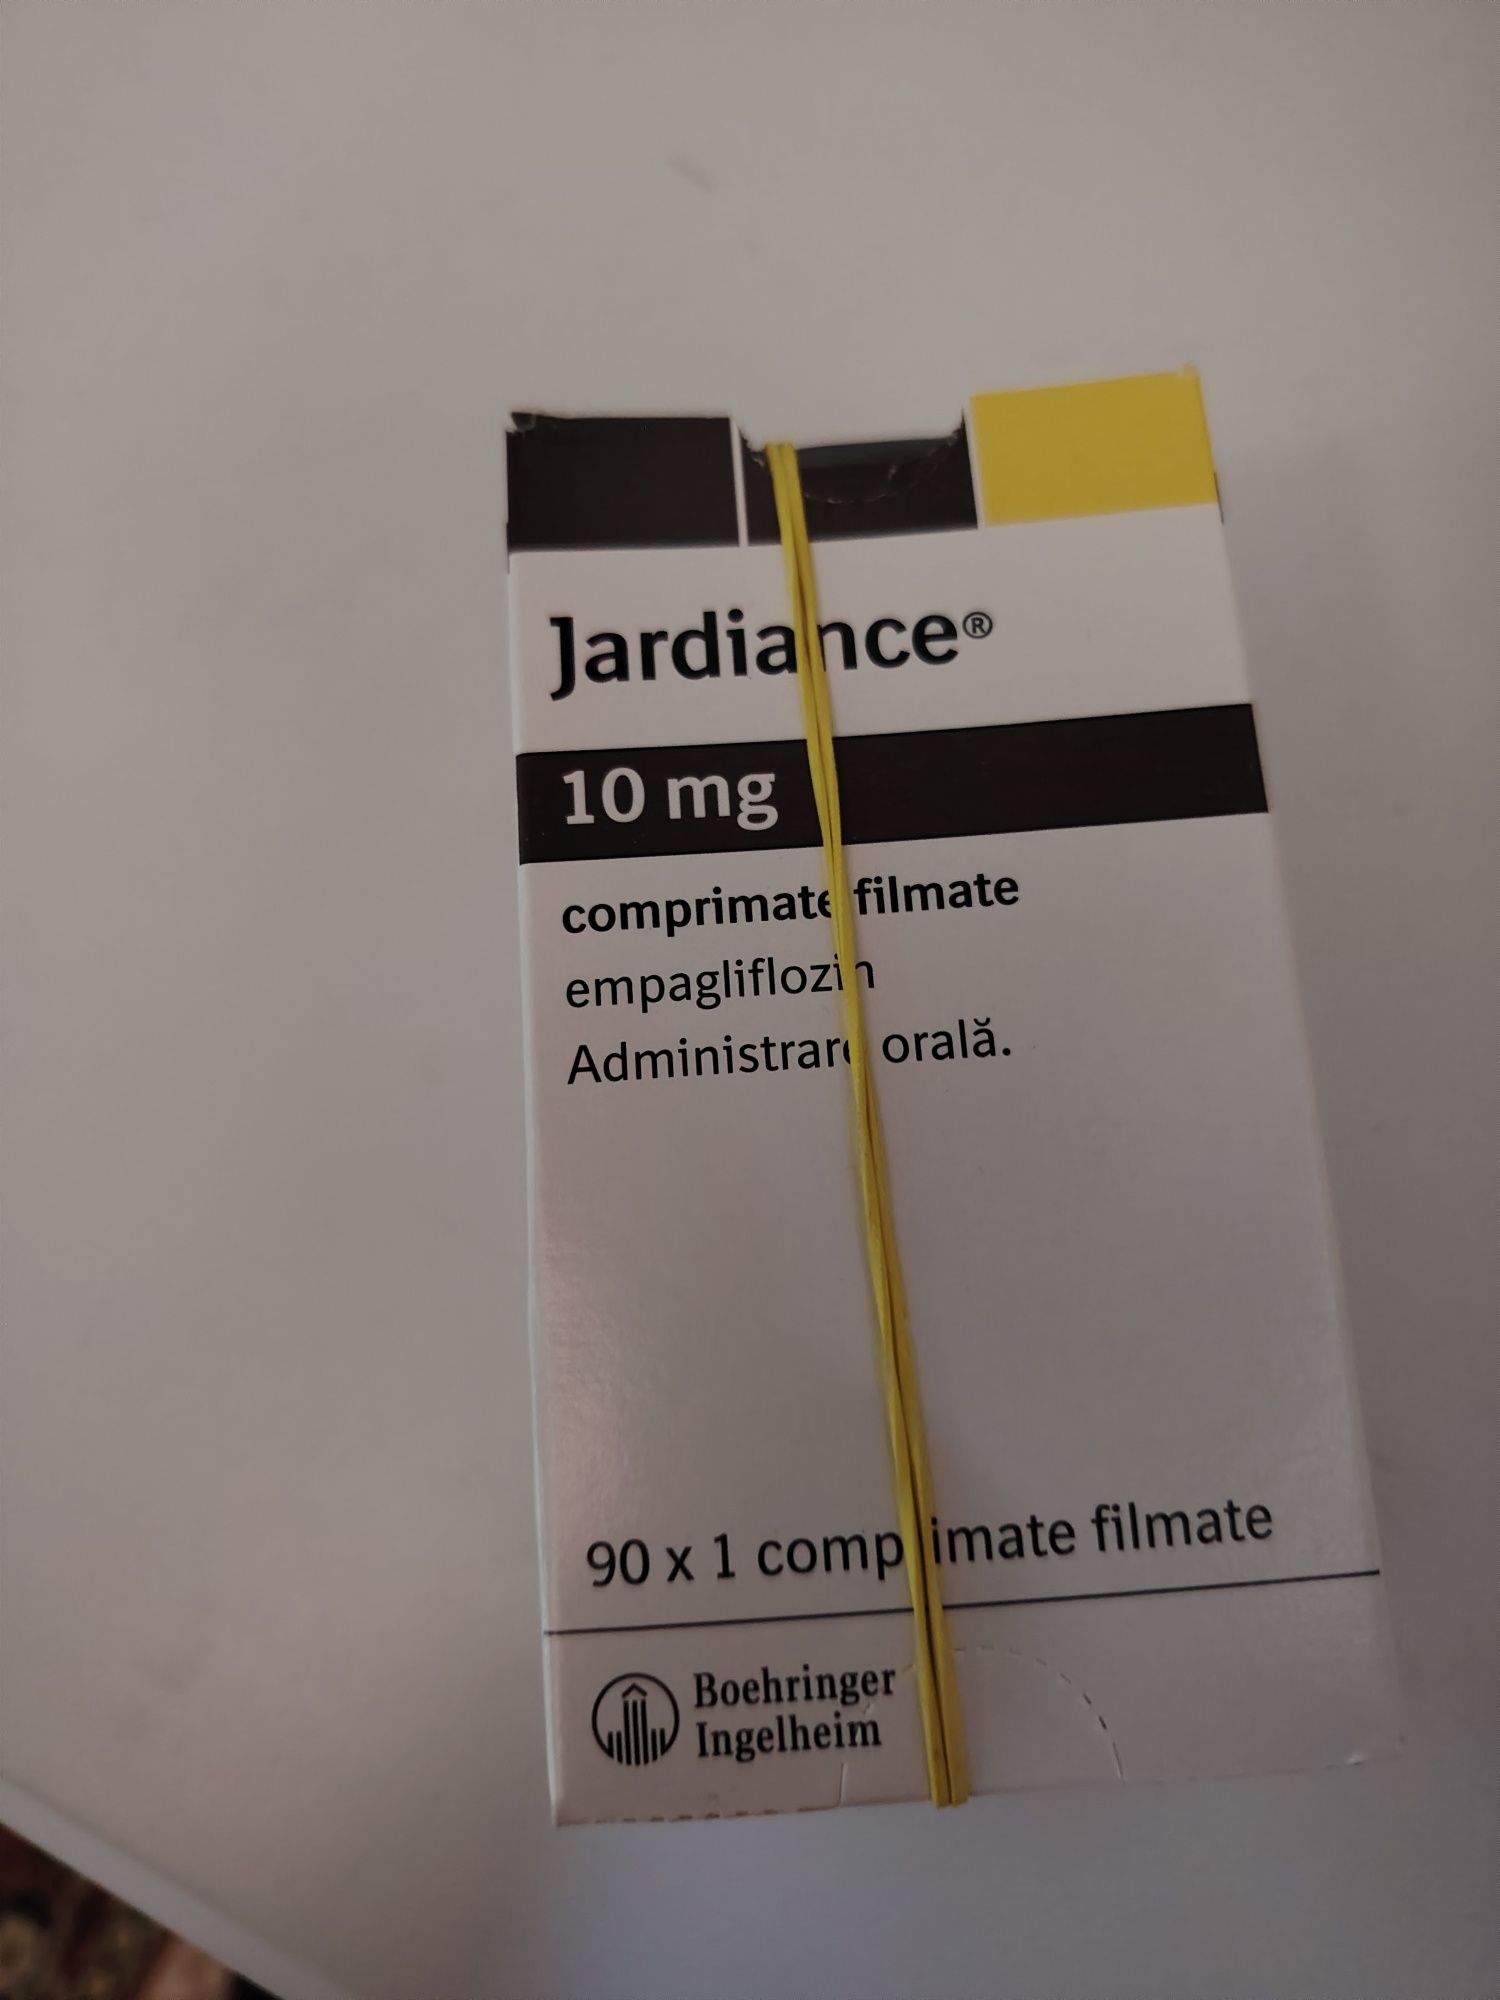 Jardiance®
10 mg
comprimate filmate
empagliflozin
Administrare orală.
90 x 1 comprimate filmate
Boehringer
Ingelheim